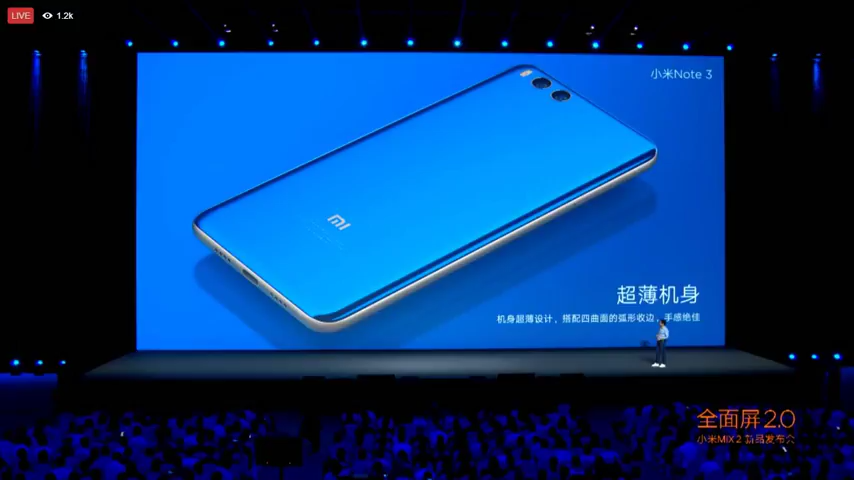 LIVE 1.2k
小米Note 3
MI
超薄机身
机身超薄设计，搭配四曲面的弧形收边，手感绝佳
全面屏2.0
小米MIX 2 新品发布会